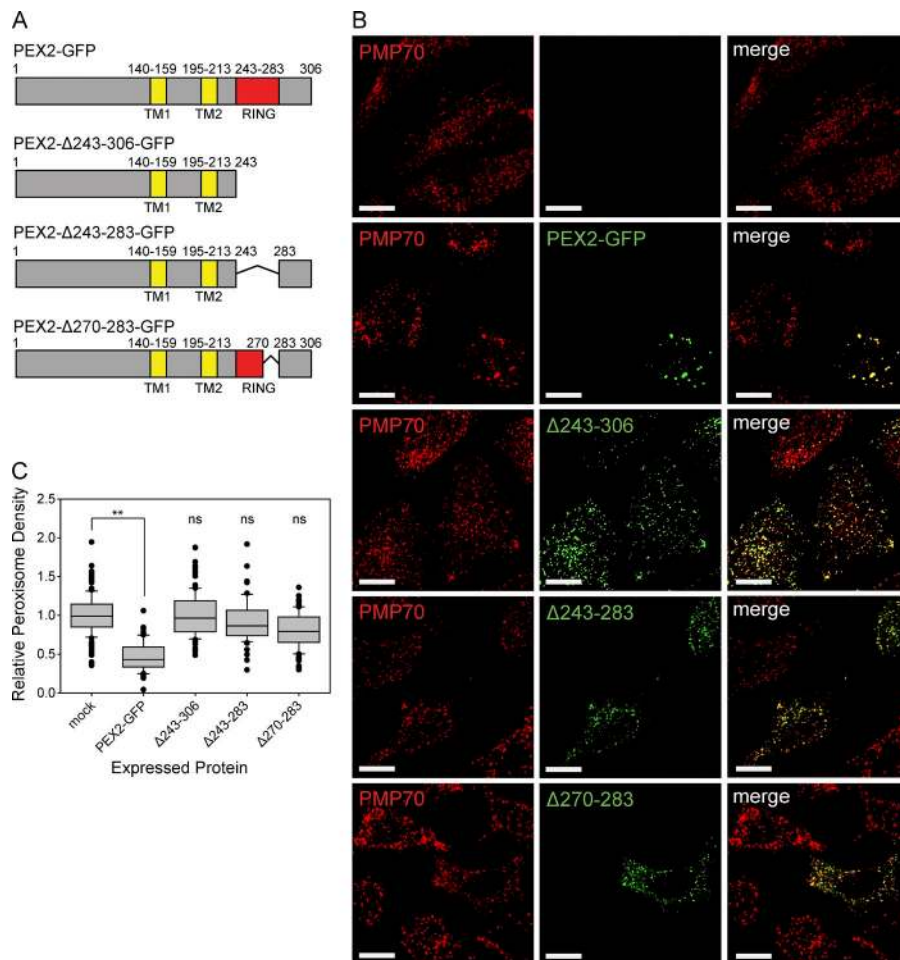 A
PEX2-GFP
1 140-159 195-213 243-283 306
TM1 TM2 RING
PEX2-Δ243-306-GFP
1 140-159 195-213 243
TM1 TM2
PEX2-Δ243-283-GFP
1 140-159 195-213 243 283
TM1 TM2
PEX2-Δ270-283-GFP
1 140-159 195-213 270 283 306
TM1 TM2 RING
B
PMP70 merge
PMP70 PEX2-GFP merge
PMP70 Δ243-306 merge
PMP70 Δ243-283 merge
PMP70 Δ270-283 merge
C
Relative Peroxisome Density
2.5
2.0
1.5
1.0
0.5
0.0
** ns ns ns
mock PEX2-GFP Δ243-306 Δ243-283 Δ270-283
Expressed Protein